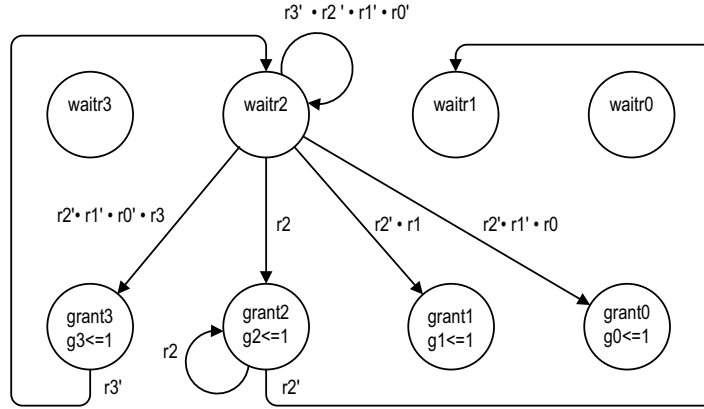 r3' • r2 ' • r1' • r0'
waitr3
waitr2
waitr1
waitr0
r2'• r1' • r0' • r3
r2
r2' • r1
r2'• r1' • r0
grant3
g3<=1
r2
grant2
g2<=1
grant1
g1<=1
grant0
g0<=1
r3'
r2'